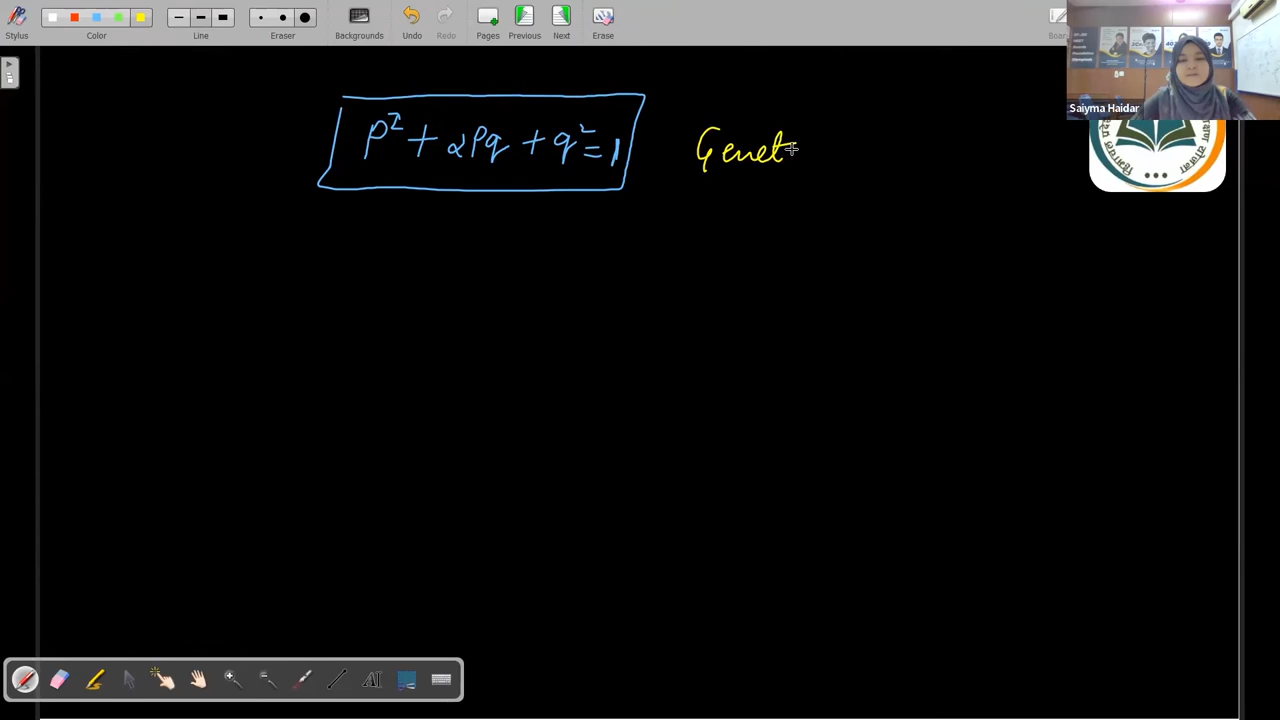 Stylus
Color
Line
Eraser
Backgrounds
Undo
Redo
Pages
Previous
Next
Erase
Saiyma Haidar
p² + 2pq + q² = 1
Genet